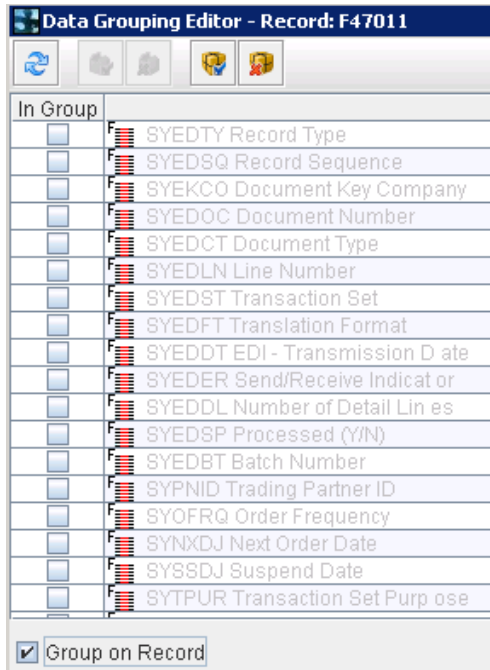 Data Grouping Editor - Record: F47011
In Group
F SYEDTY Record Type
F SYEDSQ Record Sequence
F SYEKCO Document Key Company
F SYEDOC Document Number
F SYEDCT Document Type
F SYEDLN Line Number
F SYEDST Transaction Set
F SYEDFT Translation Format
F SYEDDT EDI - Transmission D ate
F SYEDER Send/Receive Indicat or
F SYEDDL Number of Detail Lin es
F SYEDSP Processed (Y/N)
F SYEDBT Batch Number
F SYPNID Trading Partner ID
F SYOFRQ Order Frequency
F SYNXDJ Next Order Date
F SYSSDJ Suspend Date
F SYTPUR Transaction Set Purp ose
F
Group on Record